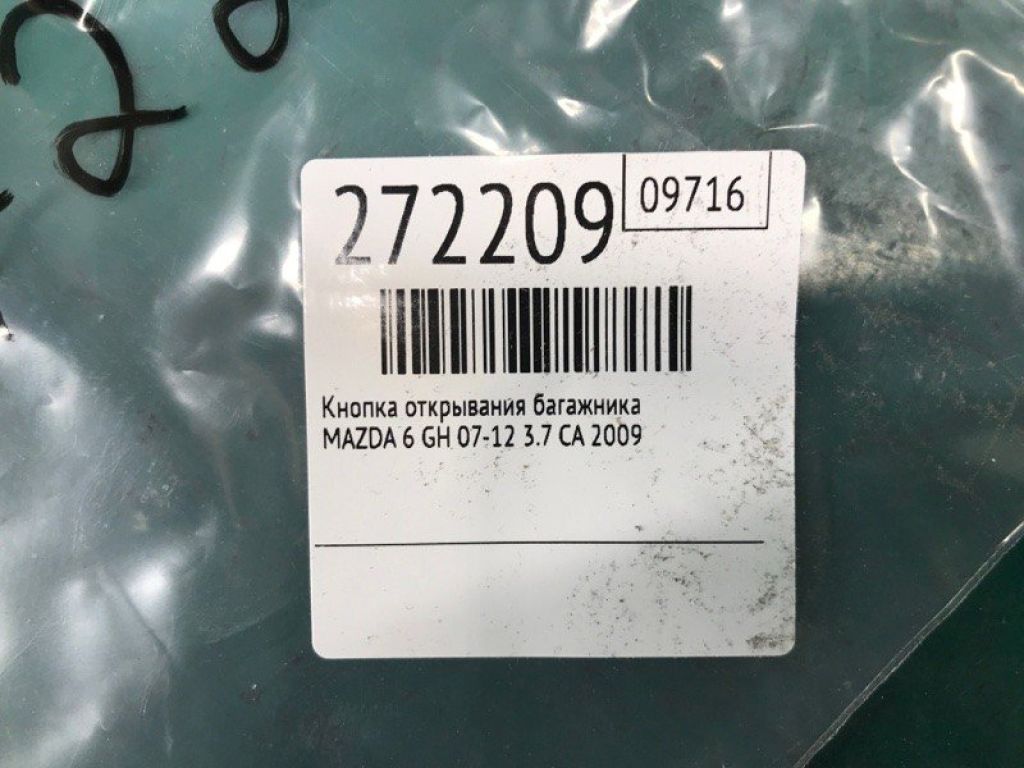 272209
09716
Кнопка открывания багажника
MAZDA 6 GH 07-12 3.7 CA 2009